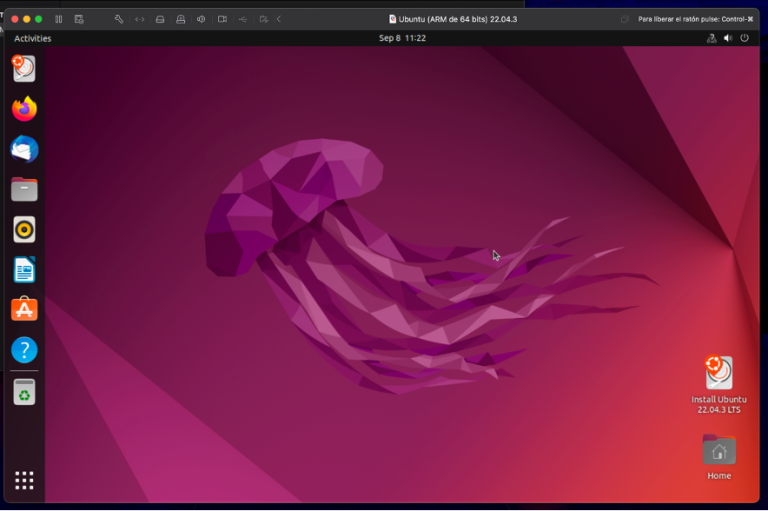 Ubuntu (ARM de 64 bits) 22.04.3
Para liberar el ratón pulse: Control-⌘
Activities
Sep 8 11:22
Install Ubuntu
22.04.3 LTS
Home